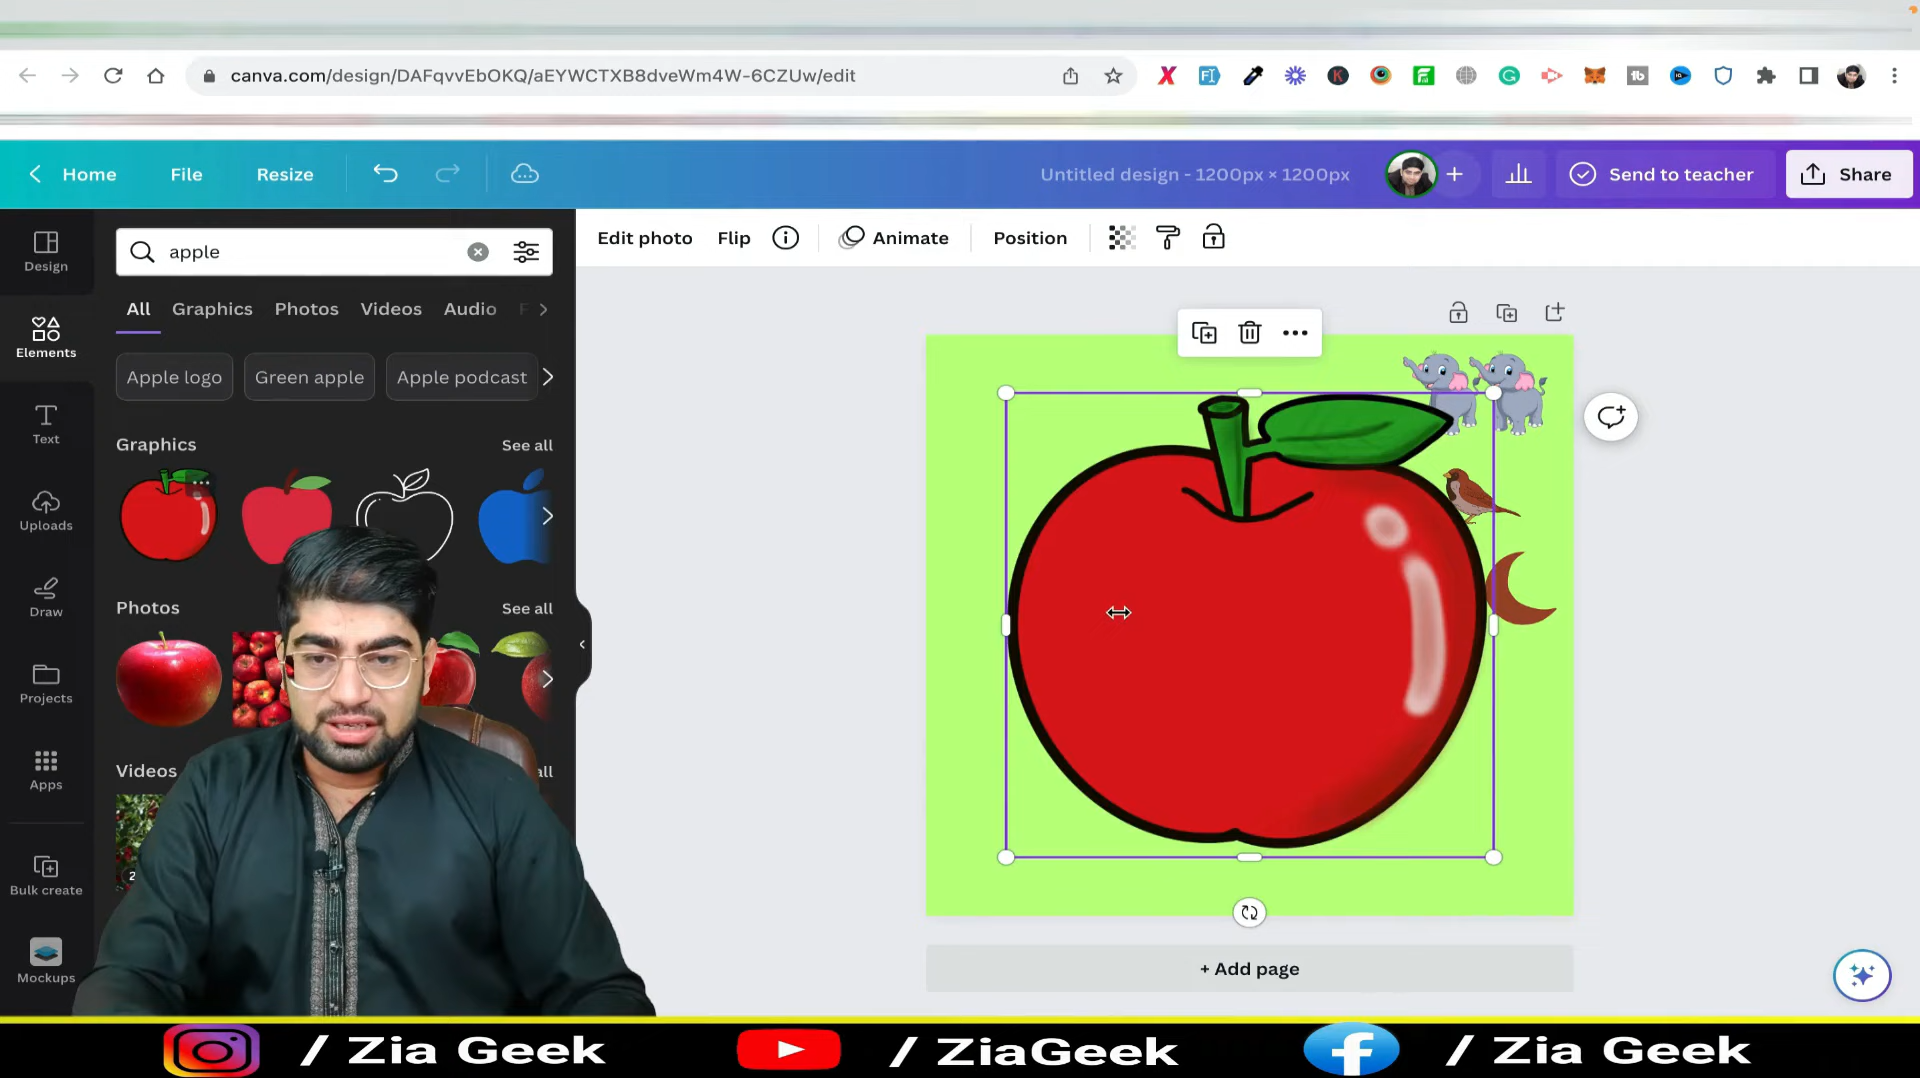 canva.com/design/DAFqvvEbOKQ/aEYWCTXB8dveWm4W-6CZUw/edit
Home File Resize Untitled design - 1200px × 1200px Send to teacher Share
Design
Elements
Text
Uploads
Draw
Projects
Apps
Bulk create
Mockups
apple
All Graphics Photos Videos Audio
Apple logo Green apple Apple podcast
Graphics See all
Photos See all
Videos all
Edit photo Flip Animate Position
+ Add page
/ Zia Geek / ZiaGeek / Zia Geek